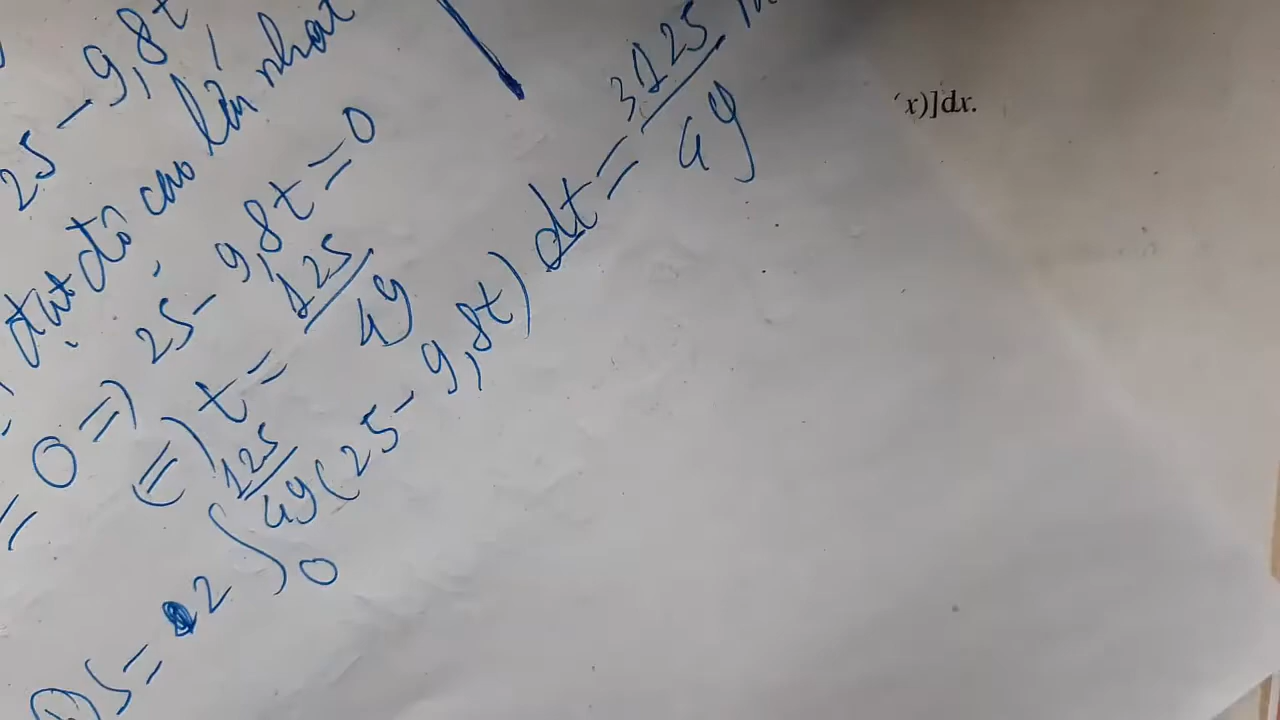 25 - 9,8t
đạt độ cao lớn nhất
= 0 => 25 - 9,8t = 0
(=) t = 125/49
S = 2 ∫₀^(125/49) (25 - 9,8t) dt = 3125/49
x)]dx.